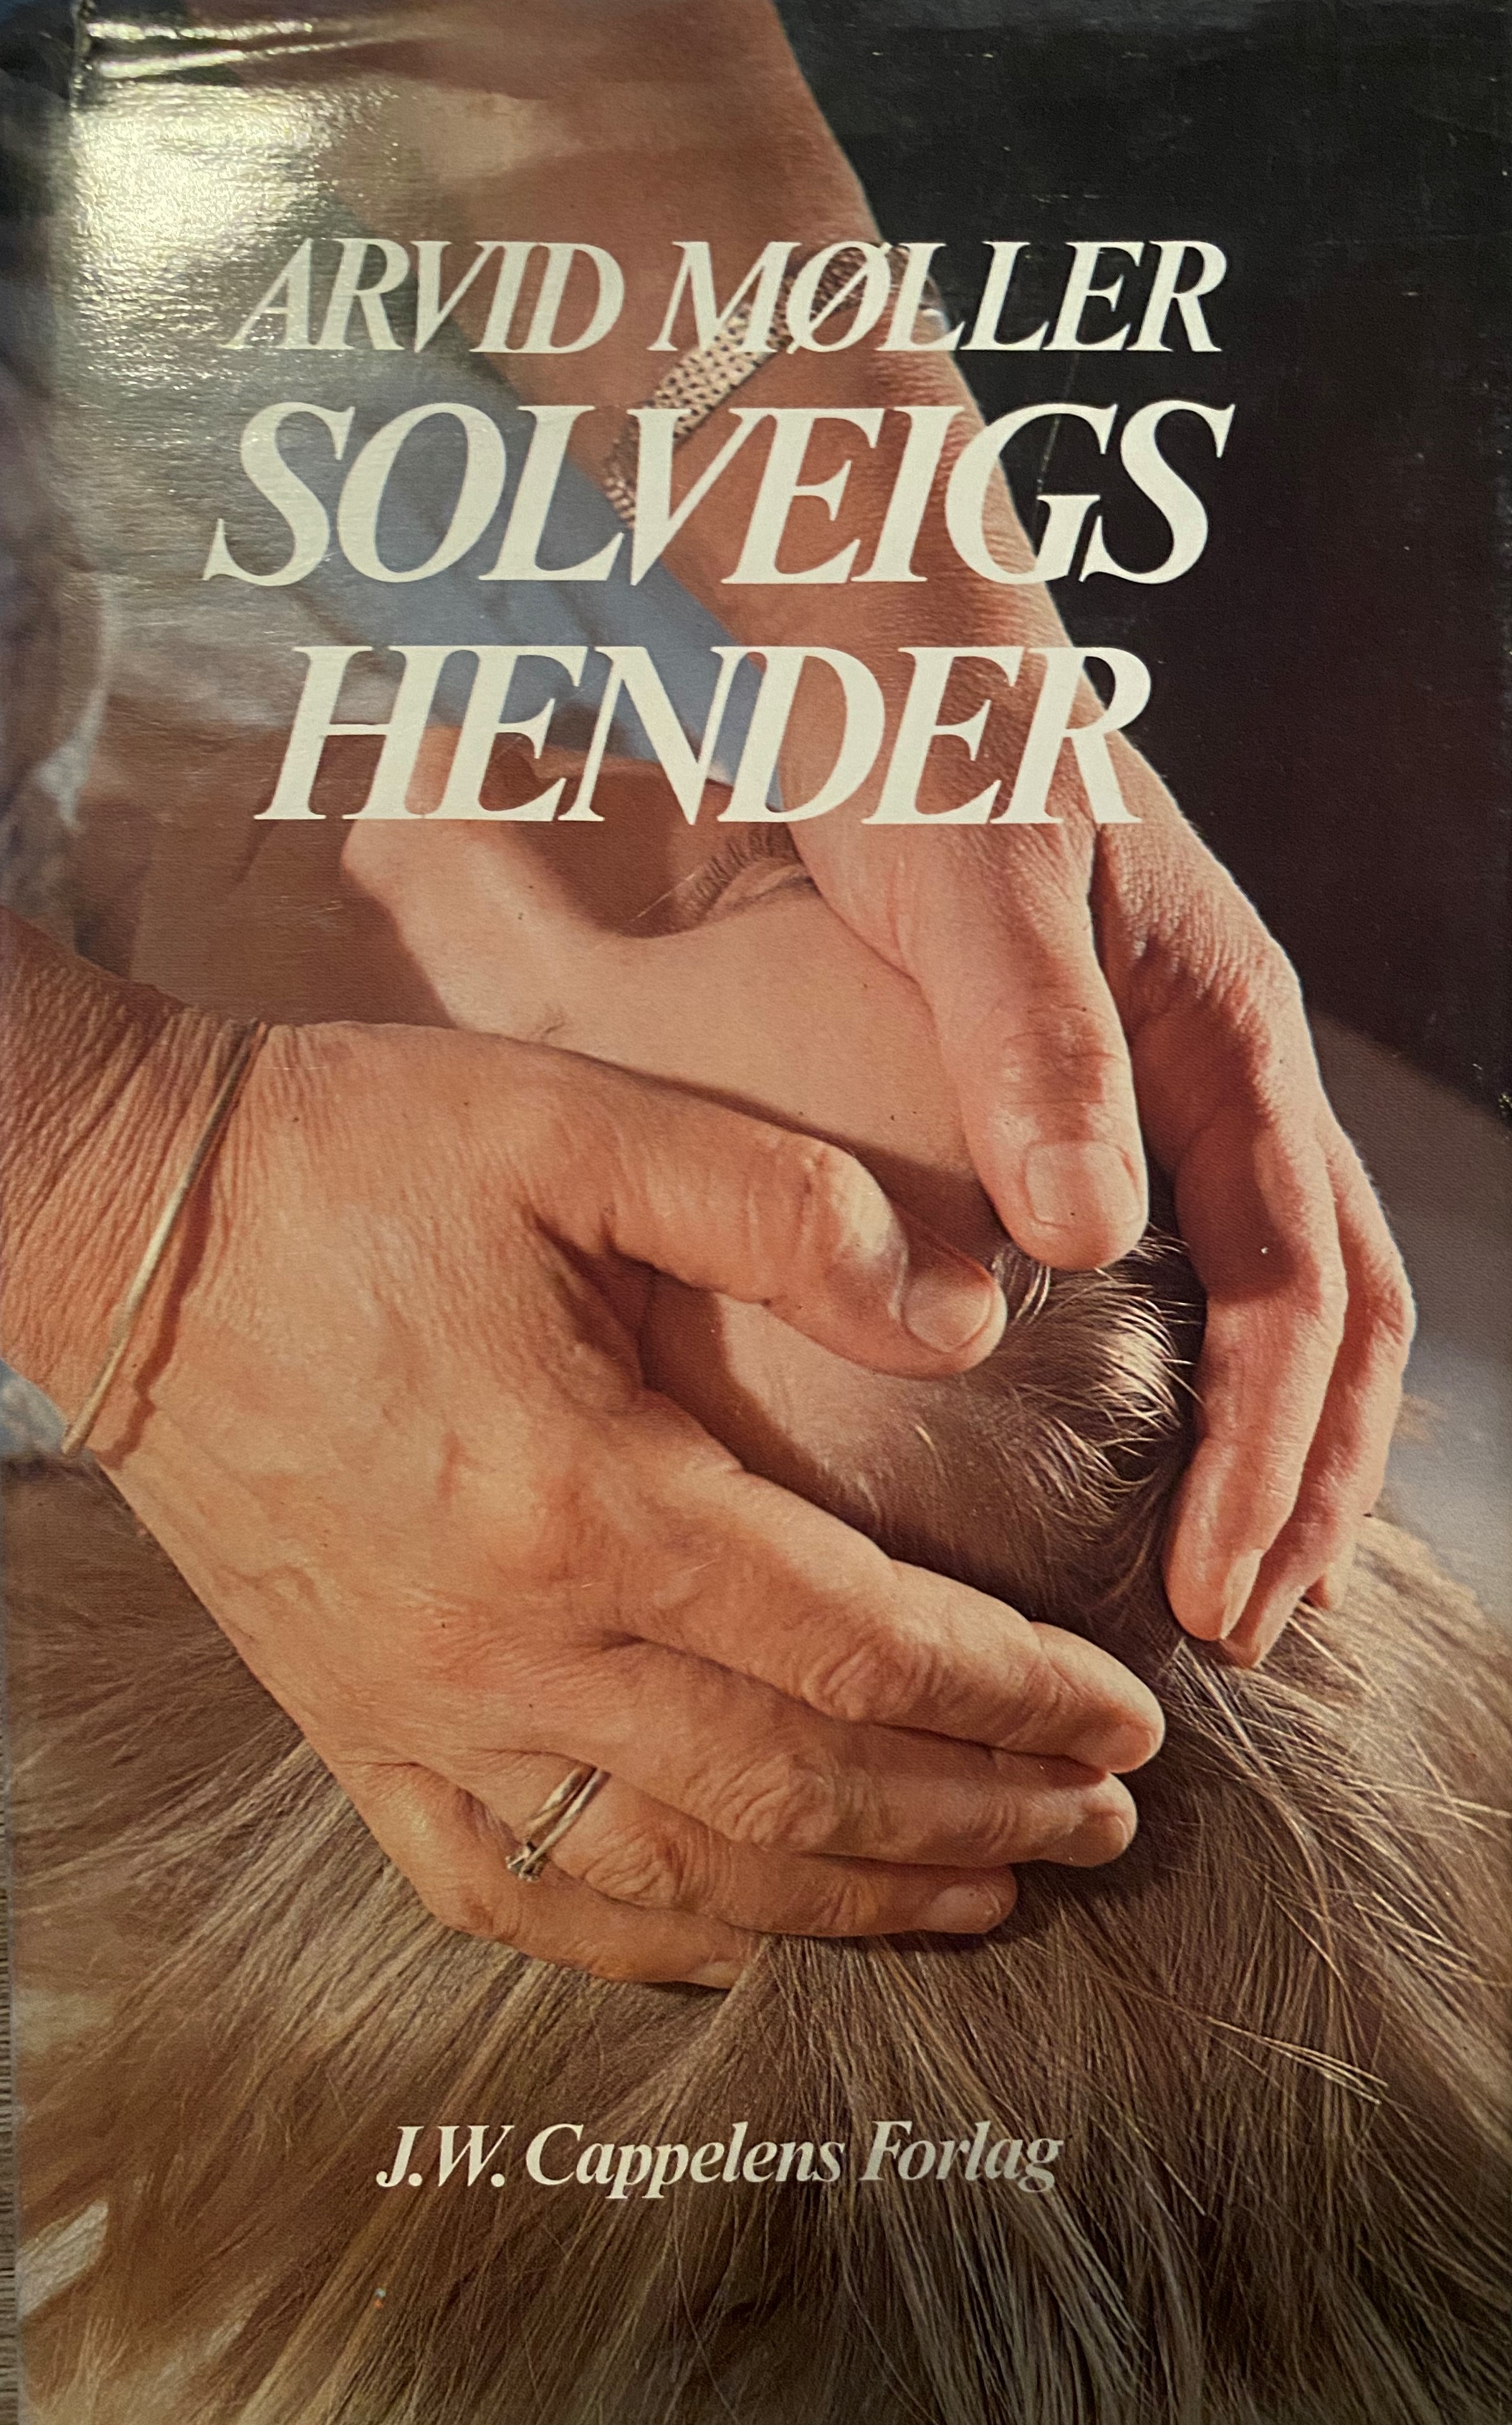 ARVID MØLLER
SOLVEIGS
HENDER
J.W. Cappelens Forlag